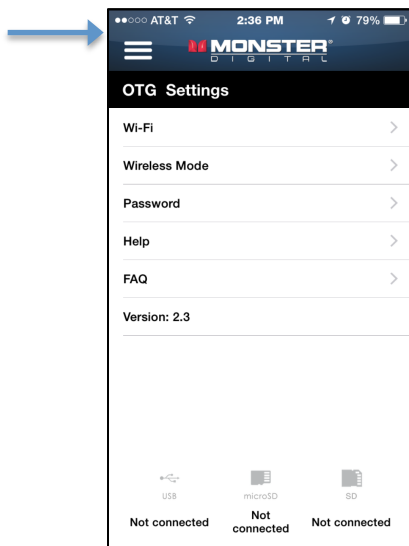 AT&T 2:36 PM 79%
MONSTER®
DIGITAL
OTG Settings
Wi-Fi
Wireless Mode
Password
Help
FAQ
Version: 2.3
USB microSD SD
Not connected Not connected Not connected